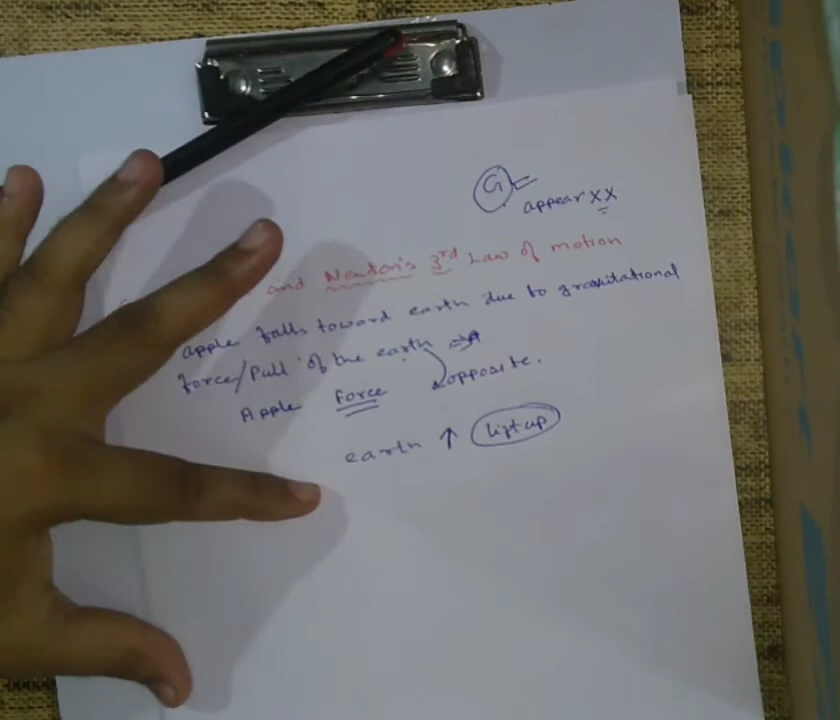 G
appear XX
and Newton's 3rd Law of motion
apple falls toward earth due to gravitational
force/Pull of the earth →
Apple Force opposite.
earth ↑ lift up